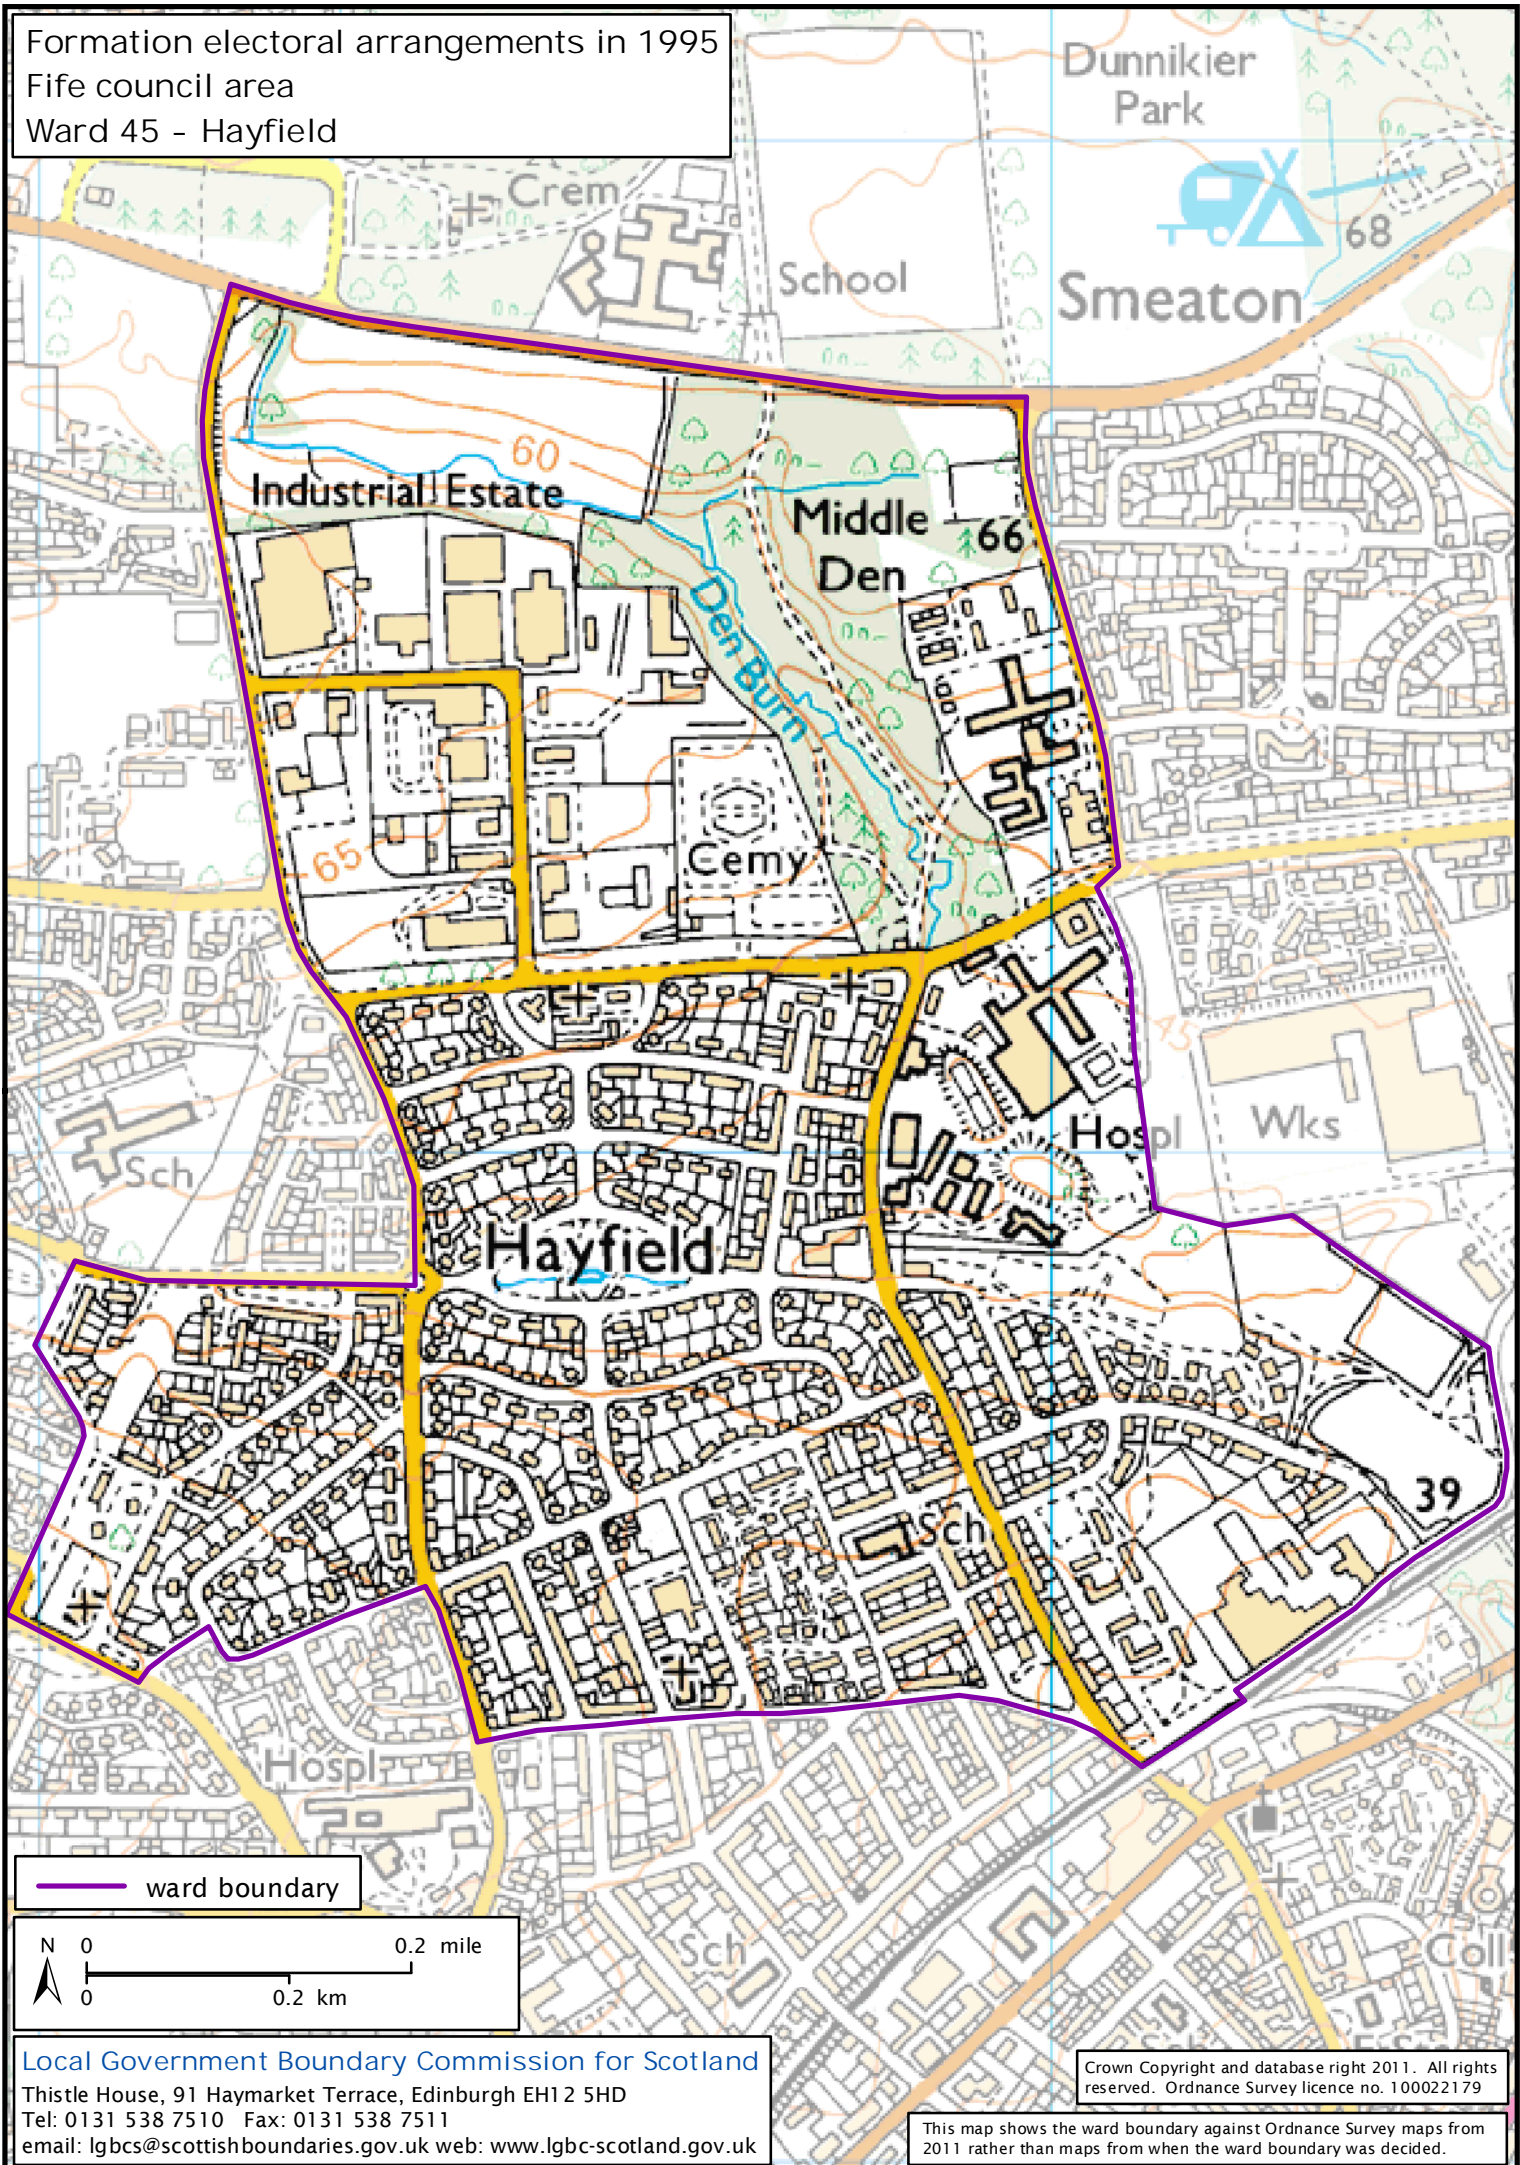 Formation electoral arrangements in 1995
Fife council area
Ward 45 - Hayfield
Dunnikier
Park
Crem
68
School
Smeaton
60
Industrial Estate
Middle
Den
66
Den Burn
65
Cemy
45
Hospl
Wks
Sch
Hayfield
39
Sch
Hospl
ward boundary
N 0 0.2 mile
0 0.2 km
Sch
Coll
Local Government Boundary Commission for Scotland
Thistle House, 91 Haymarket Terrace, Edinburgh EH12 5HD
Tel: 0131 538 7510 Fax: 0131 538 7511
email: lgbcs@scottishboundaries.gov.uk web: www.lgbc-scotland.gov.uk
Crown Copyright and database right 2011. All rights
reserved. Ordnance Survey licence no. 100022179
This map shows the ward boundary against Ordnance Survey maps from
2011 rather than maps from when the ward boundary was decided.